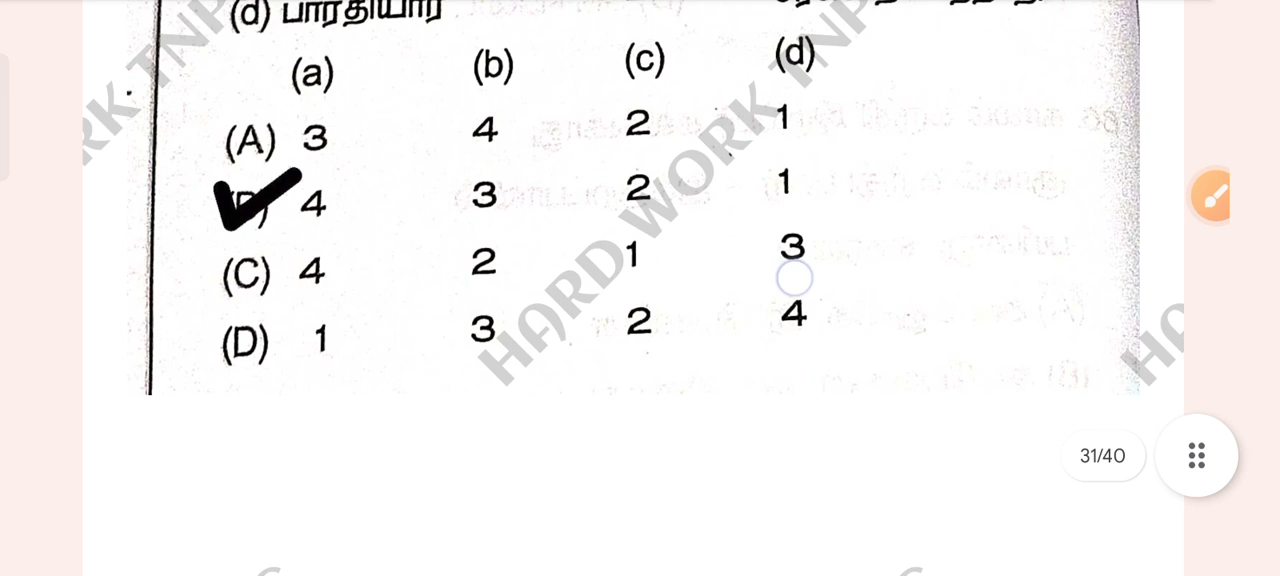 (d) பாரதியார்
(a) (b) (c) (d)
(A) 3 4 2 1
4 3 2 1
(C) 4 2 1 3
(D) 1 3 2 4
HARD WORK TNP
31/40